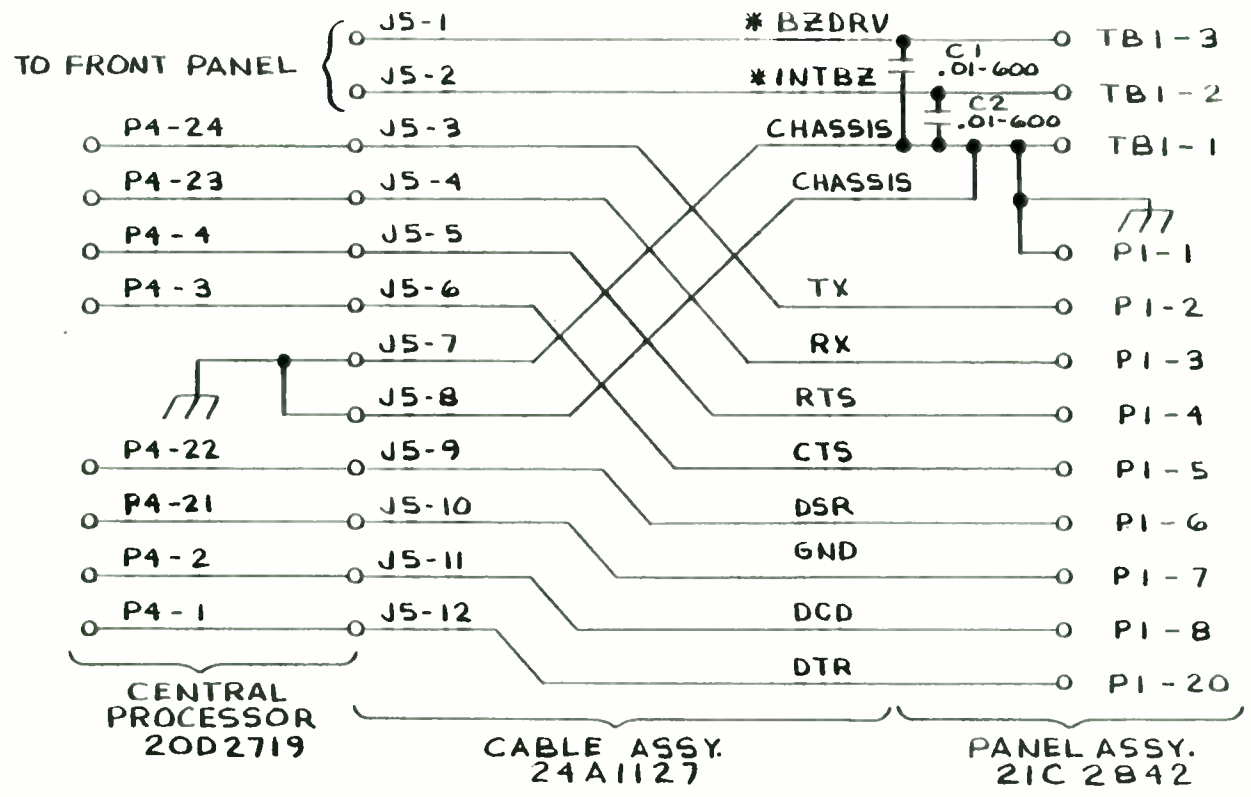 J5-1 * BZDRV TB1-3
C1
.01-600
TO FRONT PANEL
J5-2 *INTBZ TB1-2
C2
.01-600
P4-24 J5-3 CHASSIS TB1-1
P4-23 J5-4 CHASSIS
P4-4 J5-5 P1-1
P4-3 J5-6 TX P1-2
J5-7 RX P1-3
J5-8 RTS P1-4
P4-22 J5-9 CTS P1-5
P4-21 J5-10 DSR P1-6
GND
P4-2 J5-11 P1-7
P4-1 J5-12 DCD P1-8
DTR P1-20
CENTRAL
PROCESSOR
20D2719
CABLE ASSY.
24A1127
PANEL ASSY.
21C2842